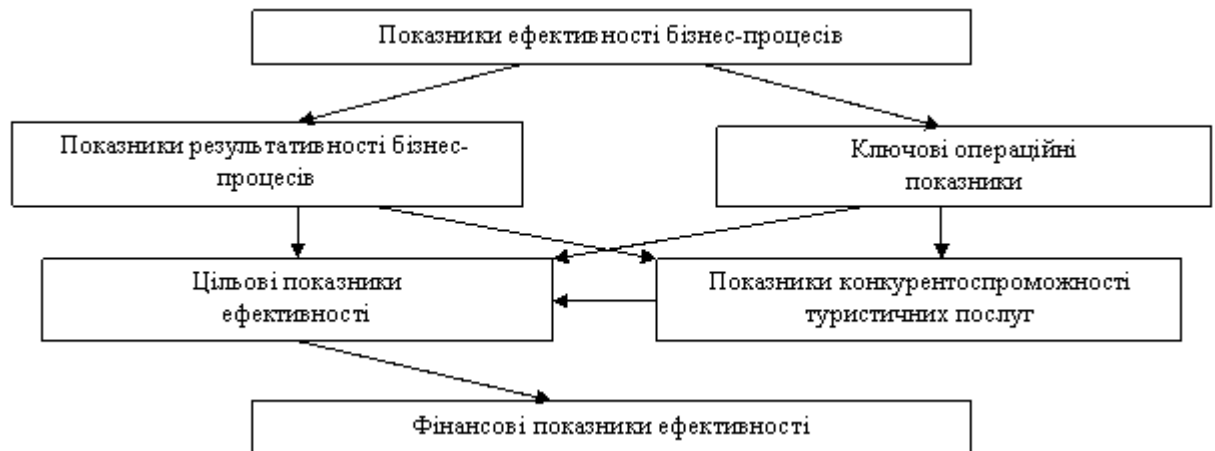 Показники ефективності бізнес-процесів
Показники результативності бізнес-
процесів
Ключові операційні
показники
Цільові показники
ефективності
Показники конкурентоспроможності
туристичних послуг
Фінансові показники ефективності